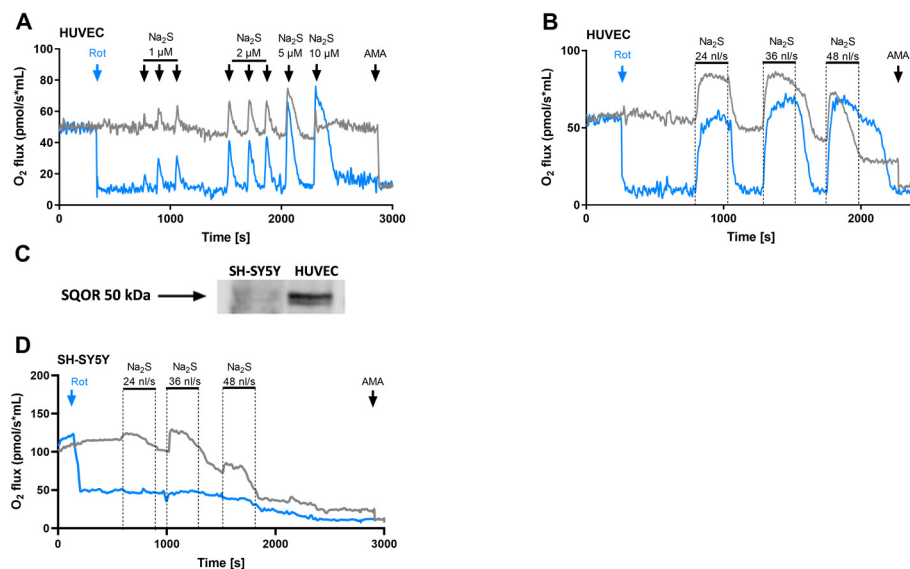 A
HUVEC
Rot
Na₂S
1 µM
Na₂S
2 µM
Na₂S
5 µM
Na₂S
10 µM
AMA
O₂ flux (pmol/s*mL)
100
80
60
40
20
0
0 1000 2000 3000
Time [s]
B
HUVEC
Rot
Na₂S
24 nl/s
Na₂S
36 nl/s
Na₂S
48 nl/s
AMA
O₂ flux (pmol/s*mL)
100
50
0
0 1000 2000
Time [s]
C
SH-SY5Y HUVEC
SQOR 50 kDa
D
SH-SY5Y
Rot
Na₂S
24 nl/s
Na₂S
36 nl/s
Na₂S
48 nl/s
AMA
O₂ flux (pmol/s*mL)
200
150
100
50
0
0 1000 2000 3000
Time [s]